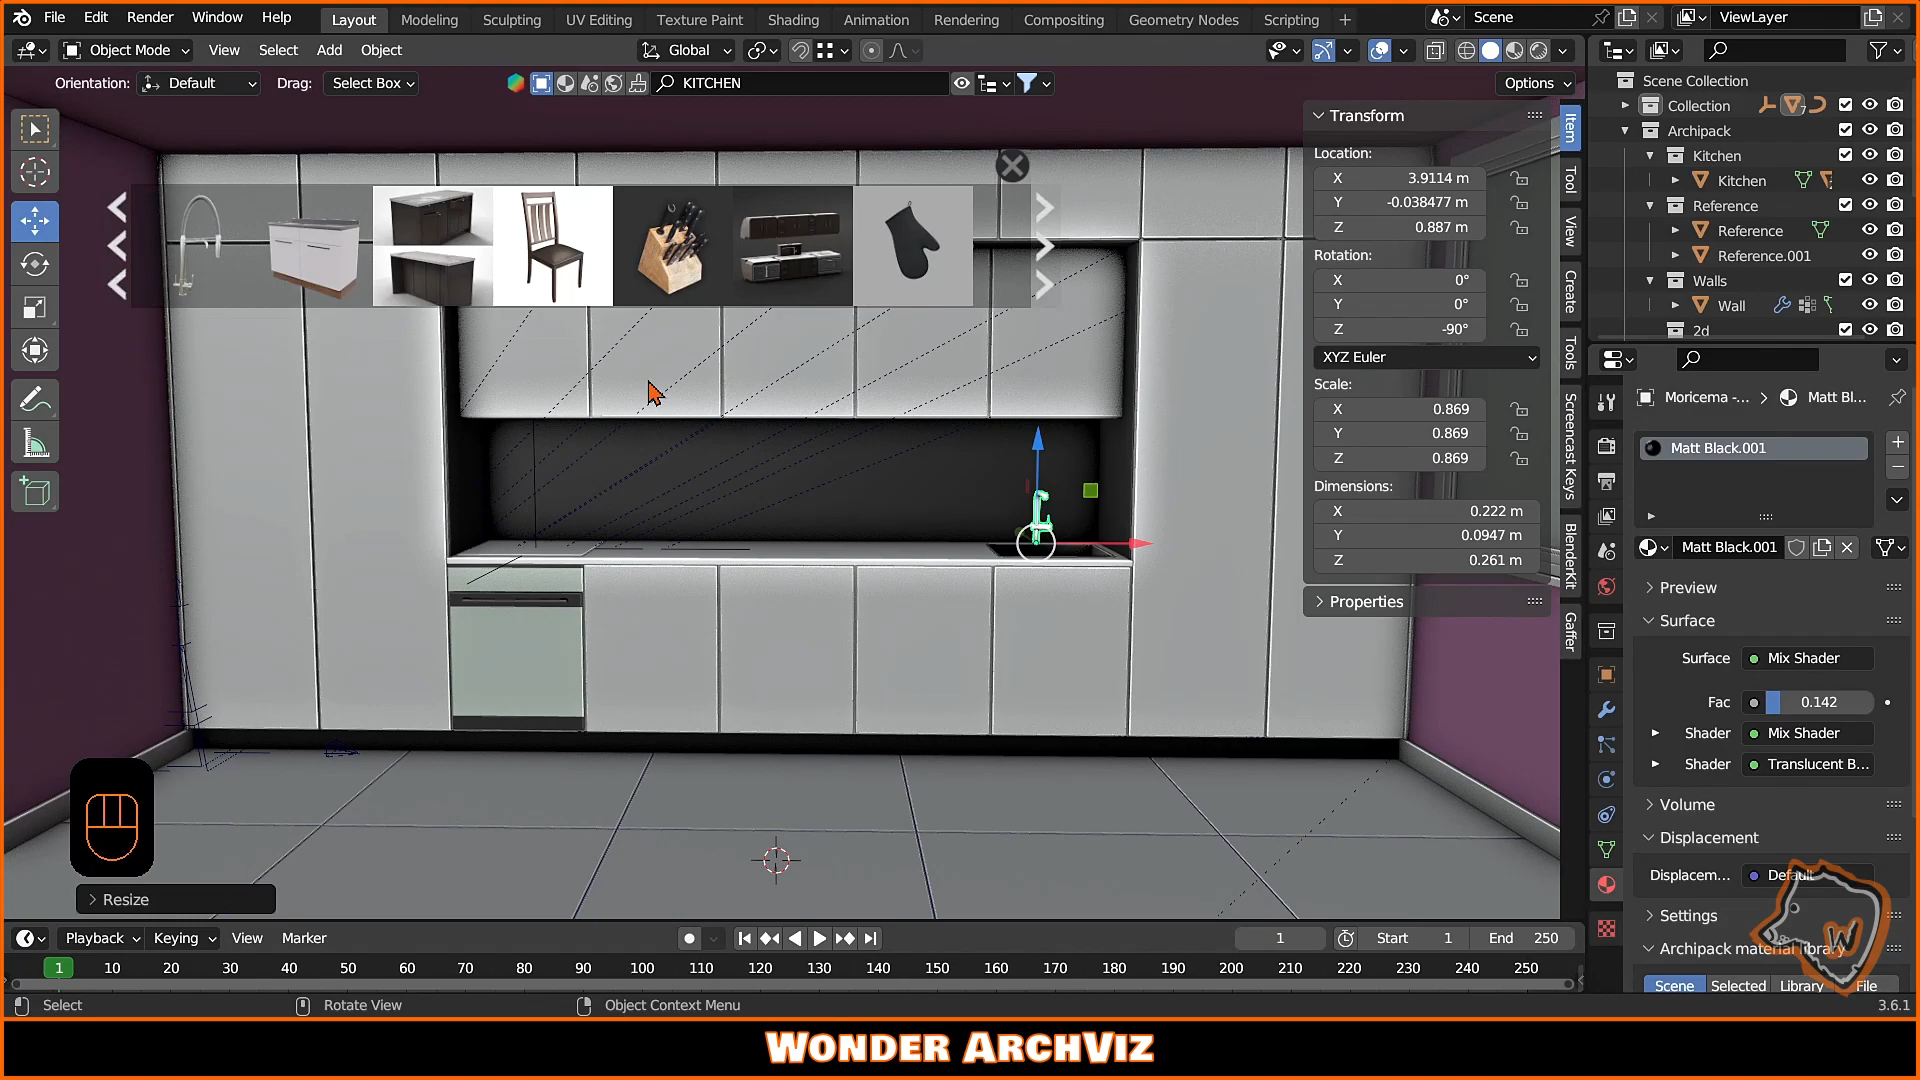 File Edit Render Window Help Layout Modeling Sculpting UV Editing Texture Paint Shading Animation Rendering Compositing Geometry Nodes Scripting + Scene ViewLayer
Object Mode View Select Add Object Global
Orientation: Default Drag: Select Box KITCHEN Options
Scene Collection
Collection
Archipack
Kitchen
Kitchen
Reference
Reference
Reference.001
Walls
Wall
2d
Transform
Location:
X 3.9114 m
Y -0.038477 m
Z 0.887 m
Rotation:
X 0°
Y 0°
Z -90°
XYZ Euler
Scale:
X 0.869
Y 0.869
Z 0.869
Dimensions:
X 0.222 m
Y 0.0947 m
Z 0.261 m
Properties
Item
Tool
View
Create
Tools
Screencast Keys
BlenderKit
Gaffer
Moricema -... Matt Bl...
Matt Black.001
Matt Black.001
Preview
Surface
Surface Mix Shader
Fac 0.142
Shader Mix Shader
Shader Translucent B...
Volume
Displacement
Displacem... Default
Settings
Archipack material library
Scene Selected Library File
Resize
Playback Keying View Marker 1 Start 1 End 250
1 10 20 30 40 50 60 70 80 90 100 110 120 130 140 150 160 170 180 190 200 210 220 230 240 250
Select Rotate View Object Context Menu 3.6.1
W
Wonder ArchViz